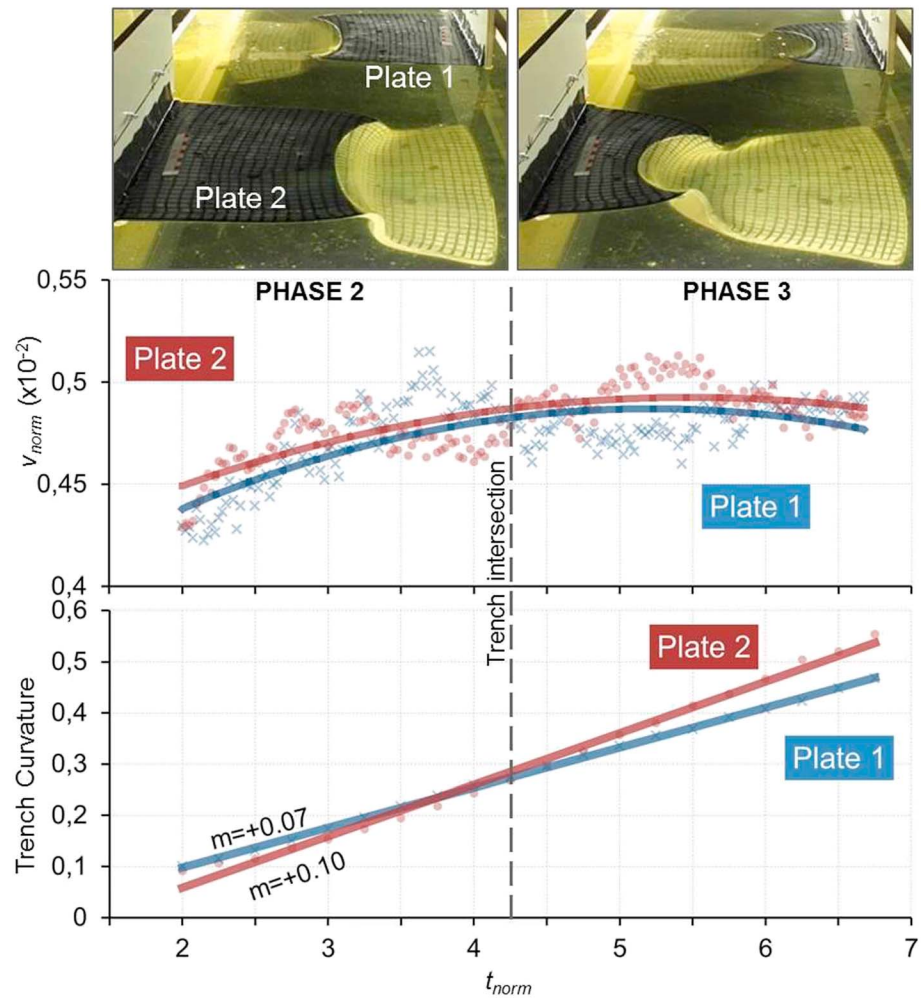 Plate 1
Plate 2
PHASE 2
PHASE 3
0,55
0,5
0,45
0,4
v_norm (x10⁻²)
Plate 2
Plate 1
Trench intersection
0,6
0,5
0,4
0,3
0,2
0,1
0
Trench Curvature
Plate 2
Plate 1
m=+0.07
m=+0.10
2
3
4
5
6
7
t_norm